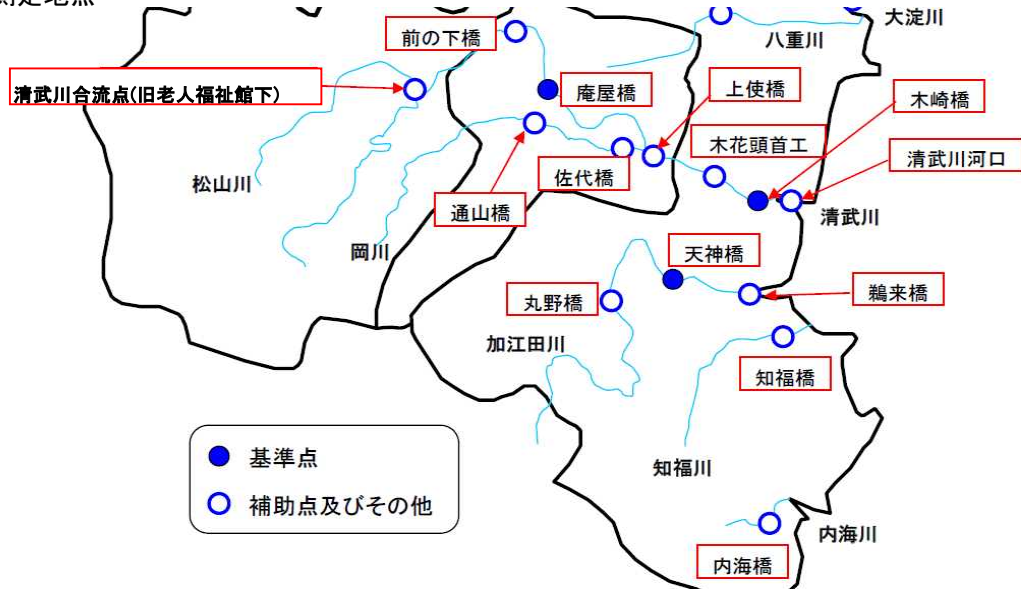 大淀川
前の下橋
八重川
清武川合流点(旧老人福祉館下)
庵屋橋
上使橋
木崎橋
木花頭首工
清武川河口
佐代橋
松山川
通山橋
清武川
岡川
天神橋
丸野橋
鵜来橋
加江田川
知福橋
基準点
知福川
補助点及びその他
内海川
内海橋